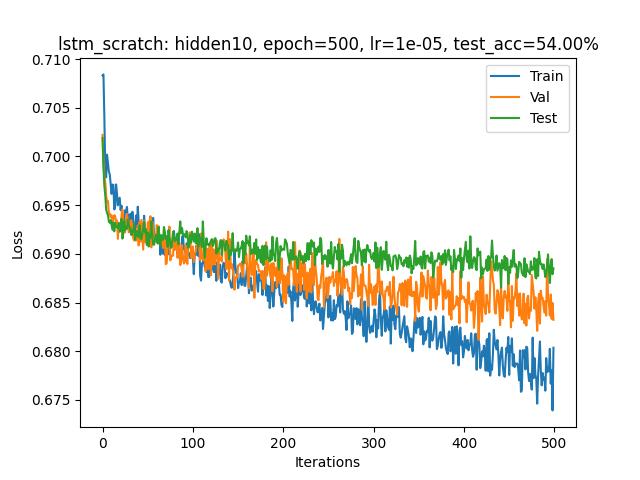 lstm_scratch: hidden10, epoch=500, lr=1e-05, test_acc=54.00%
0.710
0.705
0.700
0.695
0.690
0.685
0.680
0.675
Loss
Train
Val
Test
0 100 200 300 400 500
Iterations